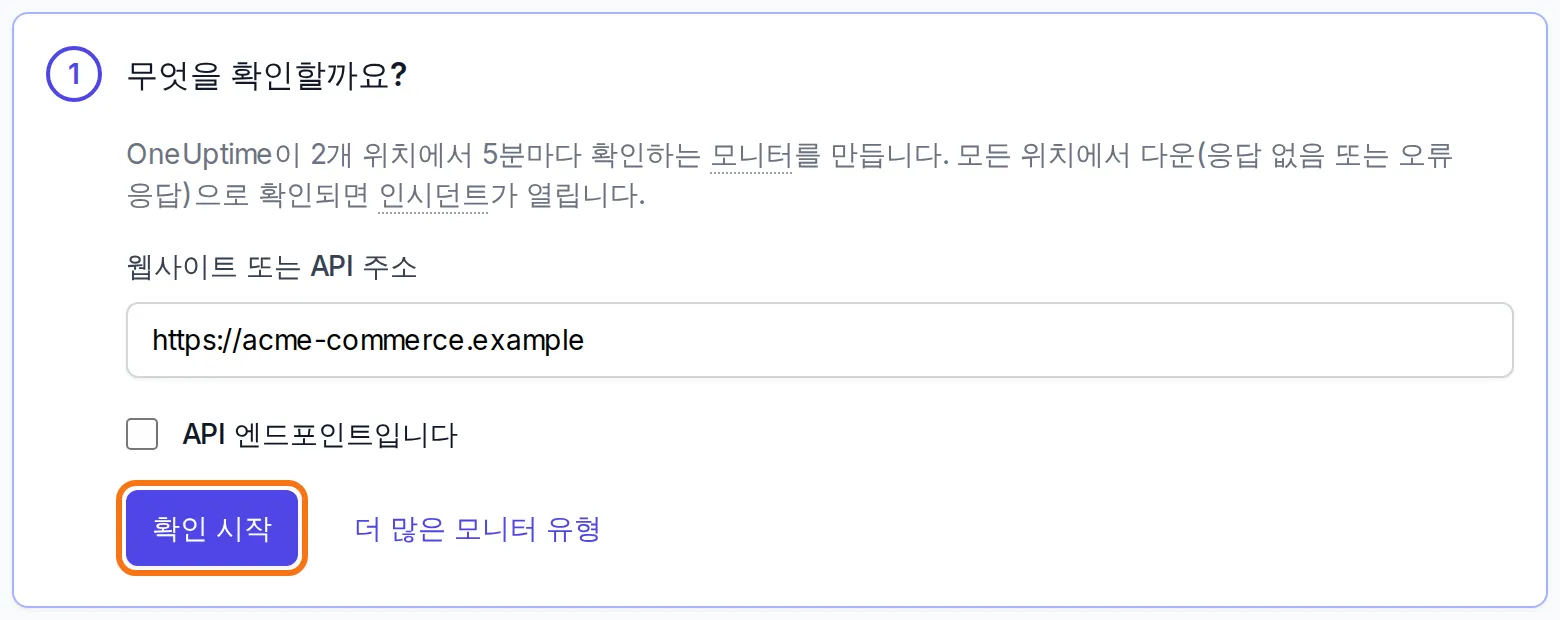 1
무엇을 확인할까요?
OneUptime이 2개 위치에서 5분마다 확인하는 모니터를 만듭니다. 모든 위치에서 다운(응답 없음 또는 오류
응답)으로 확인되면 인시던트가 열립니다.
웹사이트 또는 API 주소
https://acme-commerce.example
API 엔드포인트입니다
확인 시작
더 많은 모니터 유형